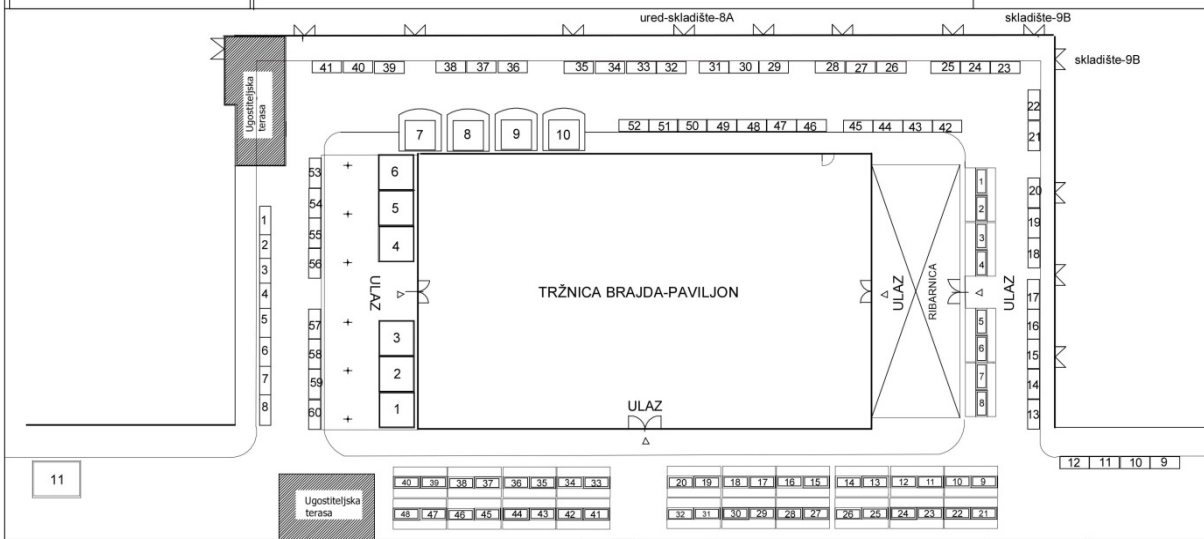 ured-skladište-8A
skladište-9B
skladište-9B
41 40 39 38 37 36 35 34 33 32 31 30 29 28 27 26 25 24 23
Ugostiteljska
terasa
22
21
20
19
18
17
16
15
14
13
52 51 50 49 48 47 46 45 44 43 42
7 8 9 10
6
5
4
3
2
1
53
54
55
56
57
58
59
60
1
2
3
4
5
6
7
8
ULAZ
TRŽNICA BRAJDA-PAVILJON
ULAZ
RIBARNICA
ULAZ
1
2
3
4
5
6
7
8
ULAZ
12 11 10 9
11
Ugostiteljska
terasa
40 39 38 37 36 35 34 33 20 19 18 17 16 15 14 13 12 11 10 9
48 47 46 45 44 43 42 41 32 31 30 29 28 27 26 25 24 23 22 21